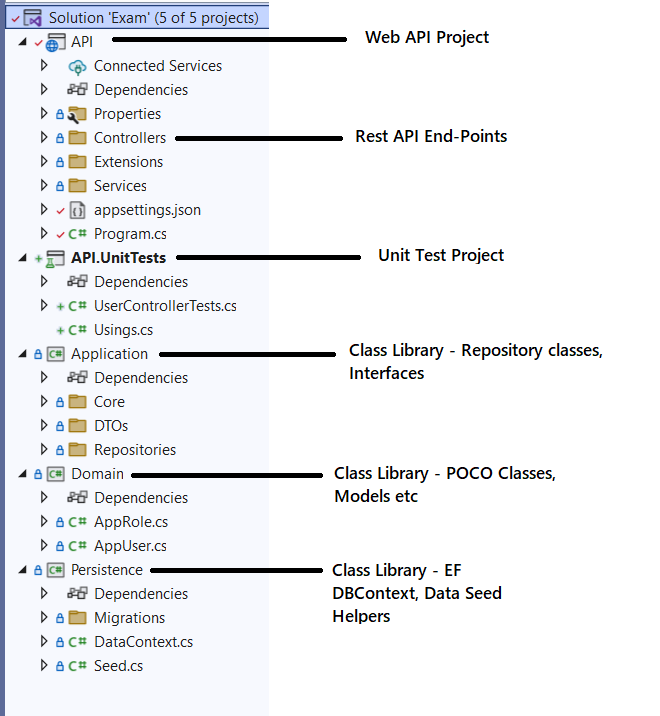 Solution 'Exam' (5 of 5 projects)
API
Web API Project
Connected Services
Dependencies
Properties
Controllers
Rest API End-Points
Extensions
Services
appsettings.json
C# Program.cs
API.UnitTests
Unit Test Project
Dependencies
C# UserControllerTests.cs
C# Usings.cs
C# Application
Class Library - Repository classes,
Interfaces
Dependencies
Core
DTOs
Repositories
C# Domain
Class Library - POCO Classes,
Models etc
Dependencies
C# AppRole.cs
C# AppUser.cs
C# Persistence
Class Library - EF
DBContext, Data Seed
Helpers
Dependencies
Migrations
C# DataContext.cs
C# Seed.cs